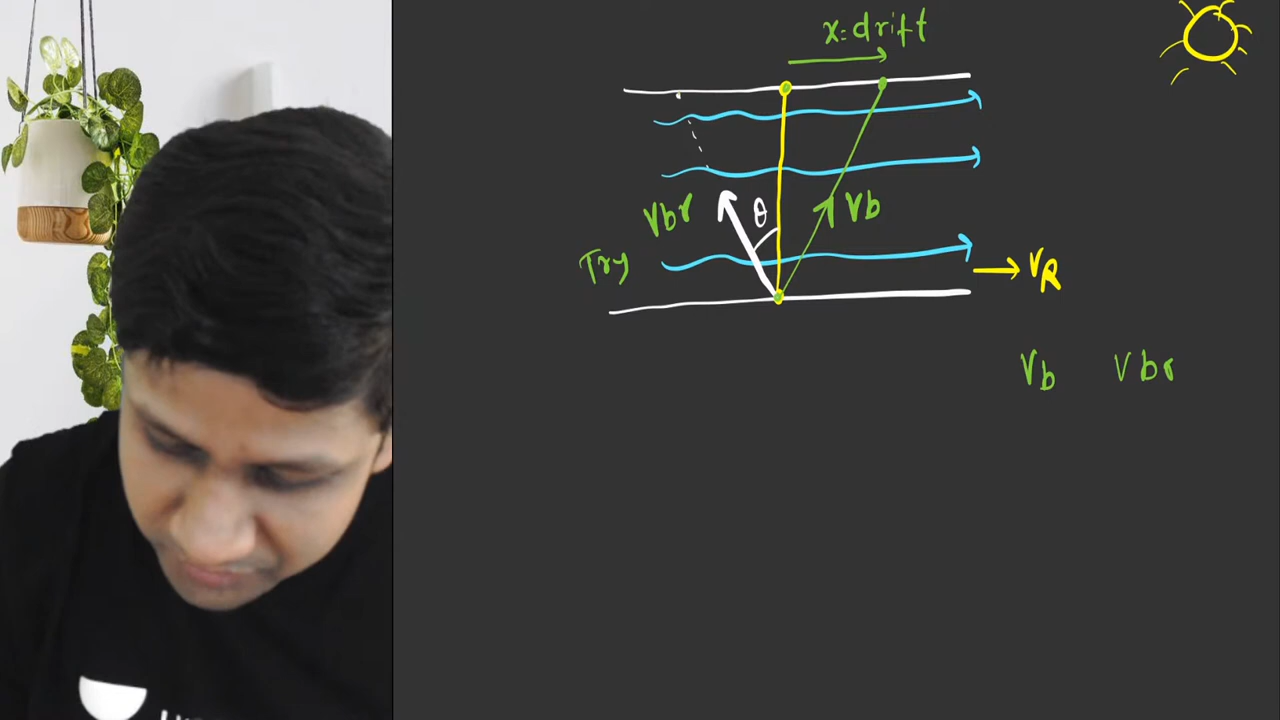 x=drift
Vbr θ Vb
Try
VR
Vb Vbr